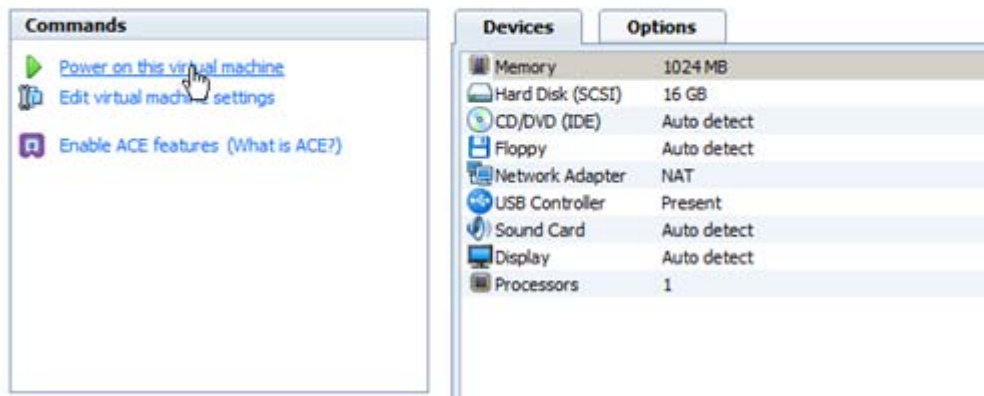 Commands
Power on this virtual machine
Edit virtual machine settings
Enable ACE features (What is ACE?)
Devices Options
Memory 1024 MB
Hard Disk (SCSI) 16 GB
CD/DVD (IDE) Auto detect
Floppy Auto detect
Network Adapter NAT
USB Controller Present
Sound Card Auto detect
Display Auto detect
Processors 1